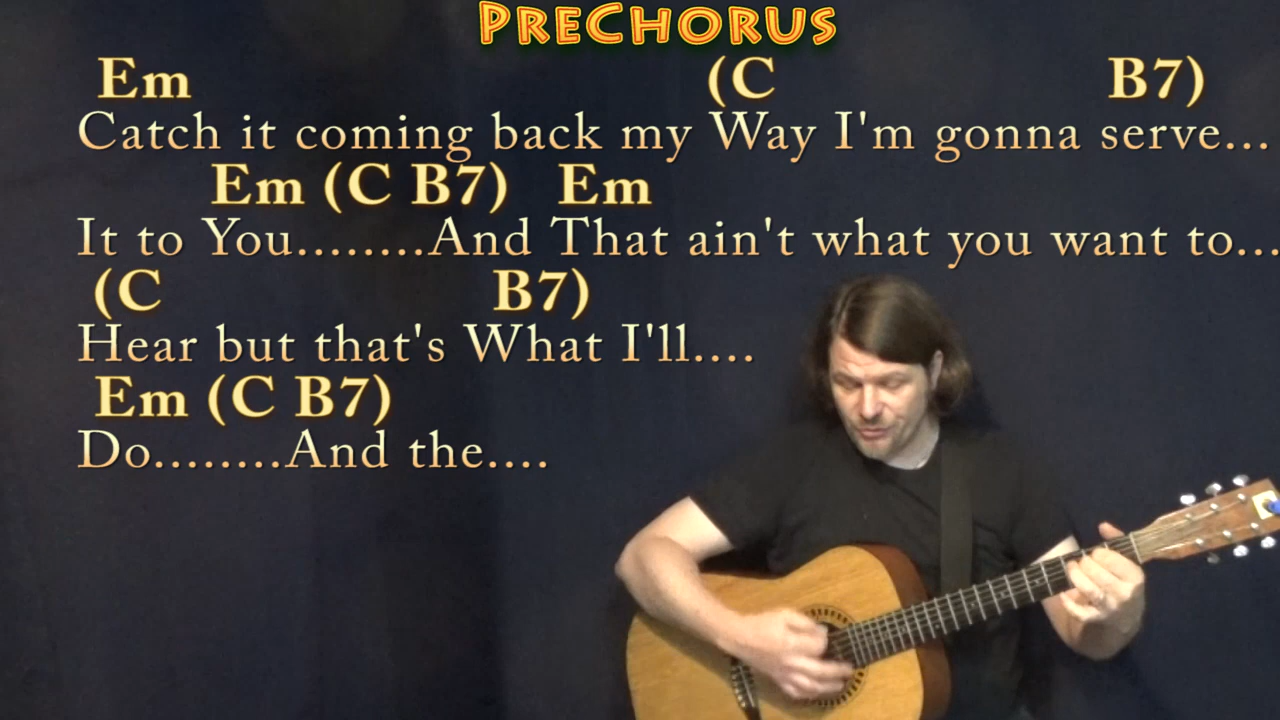 PRECHORUS
Em (C B7)
Catch it coming back my Way I'm gonna serve...
Em (C B7) Em
It to You........And That ain't what you want to...
(C B7)
Hear but that's What I'll....
Em (C B7)
Do........And the....